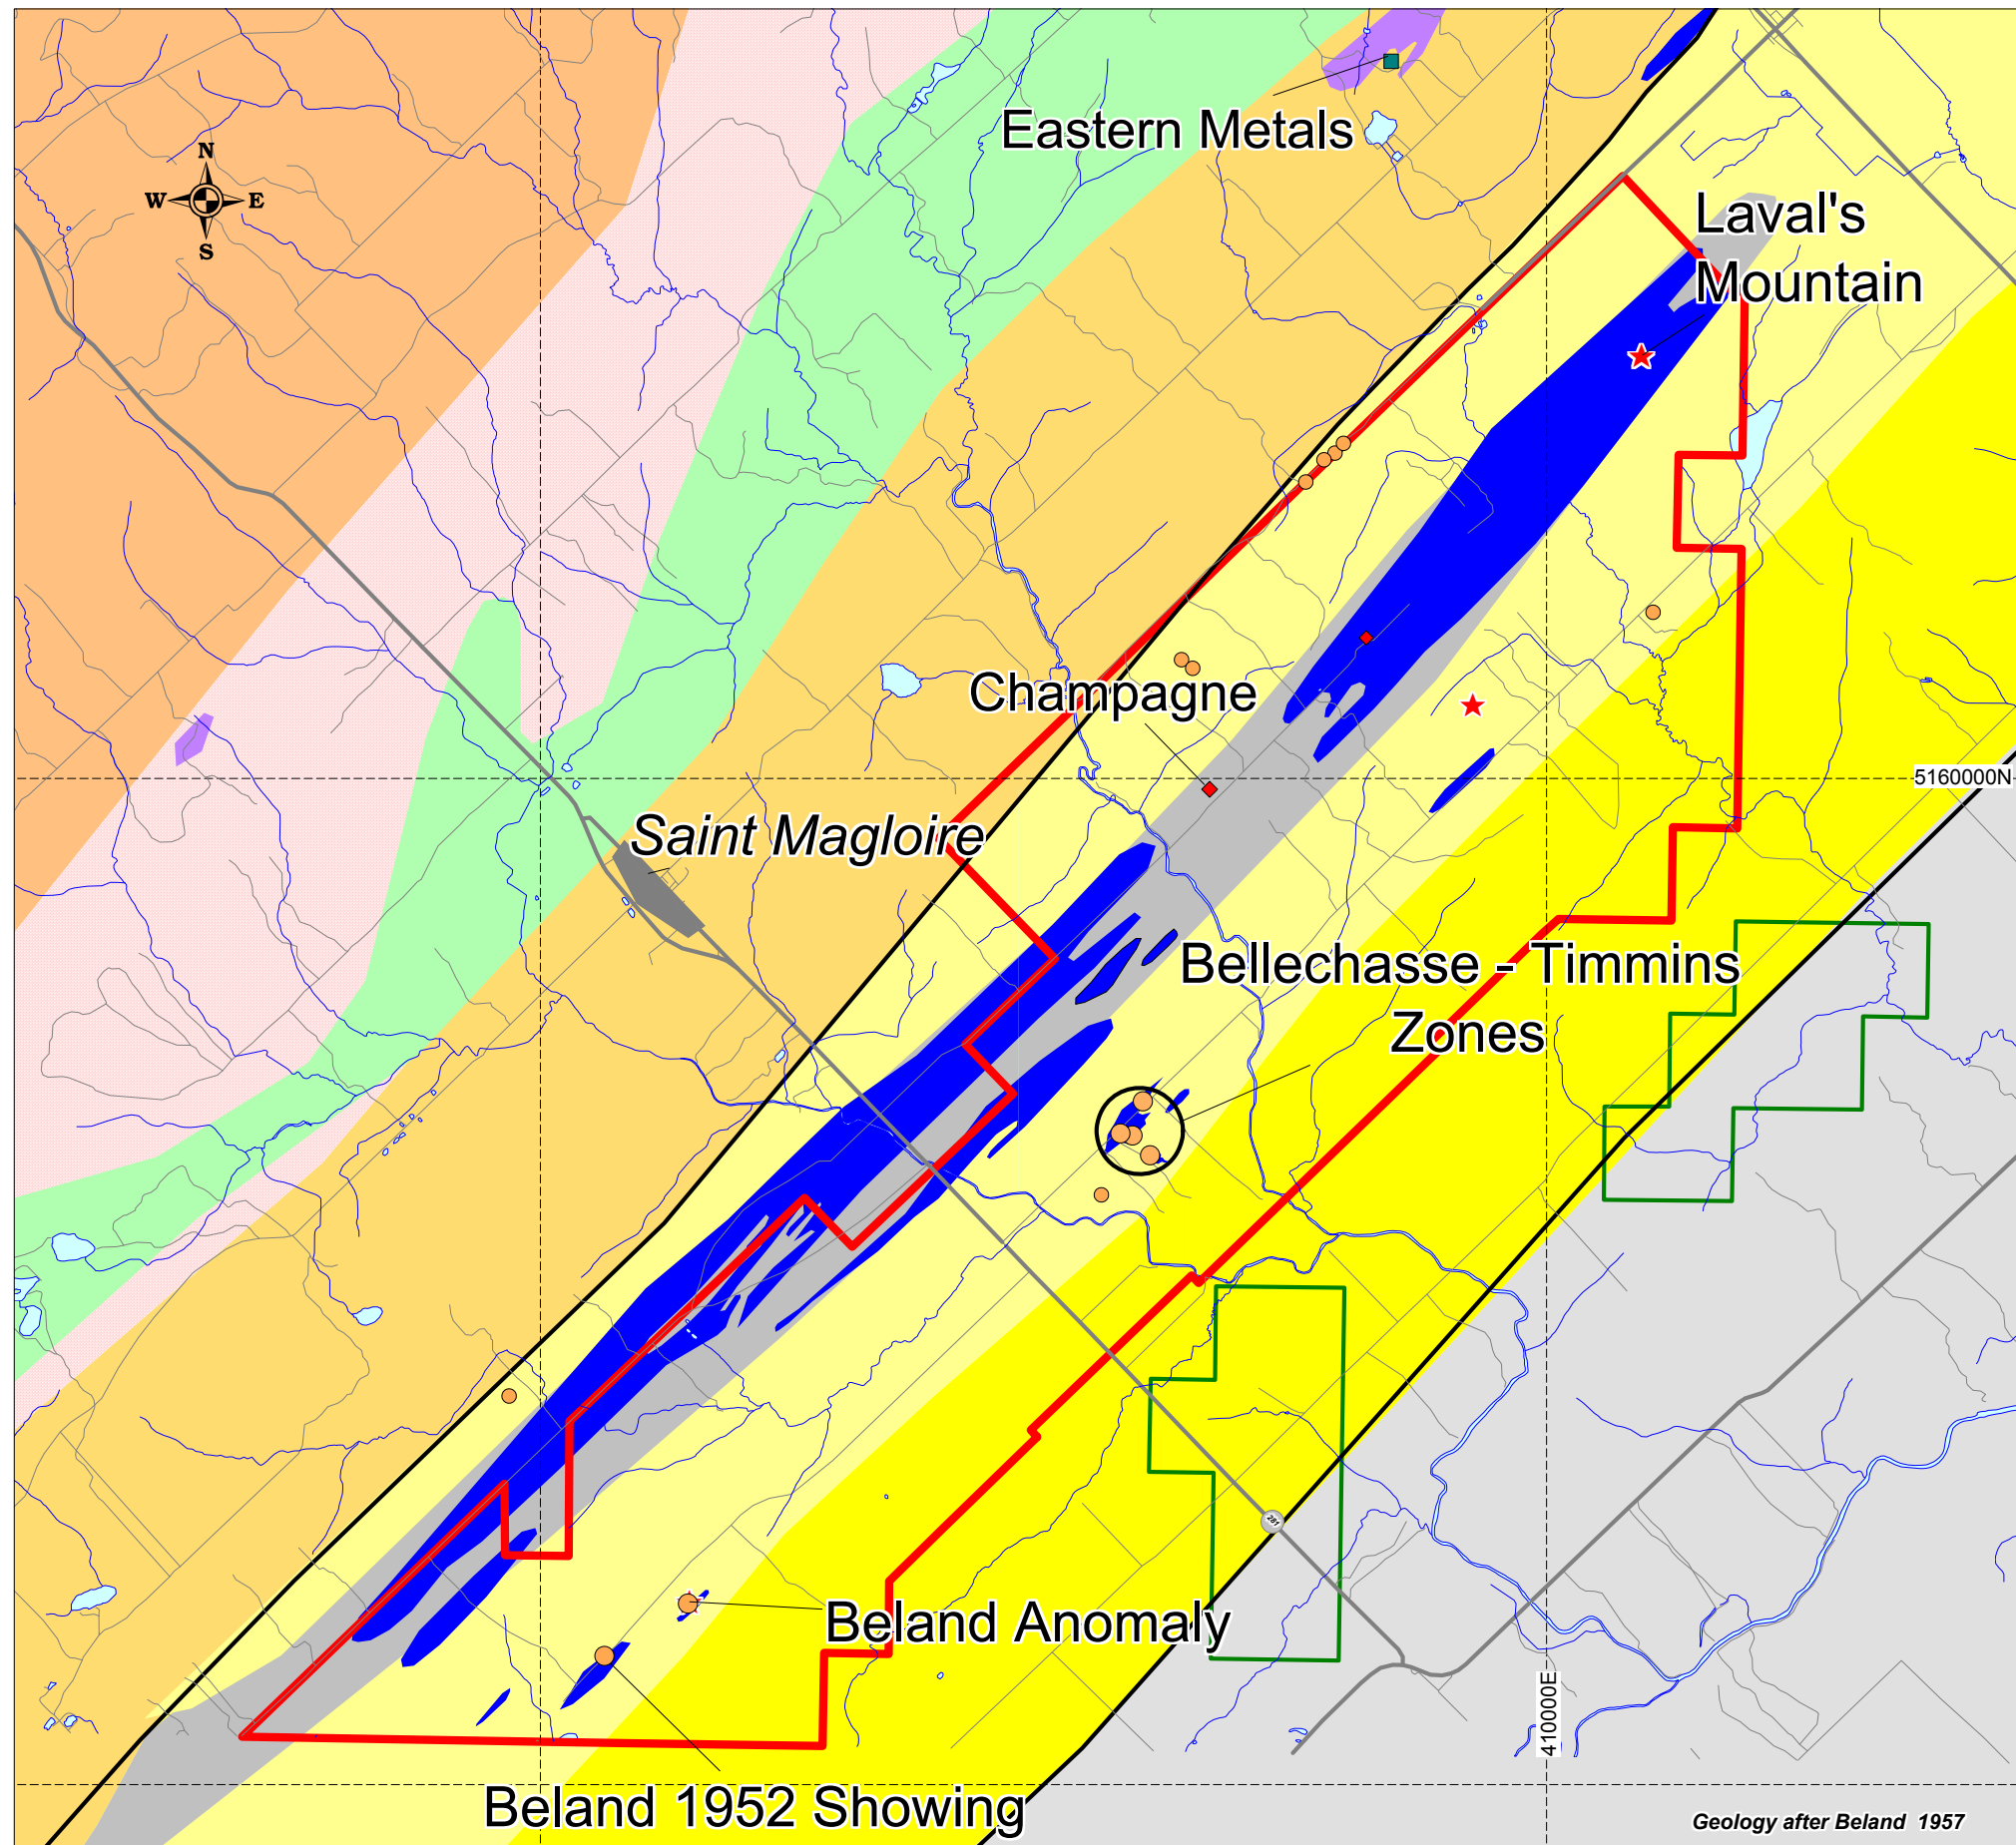 Eastern Metals
N
W E
S
Laval's
Mountain
Champagne
5160000N
Saint Magloire
Bellechasse - Timmins
Zones
281
Beland Anomaly
410000E
Beland 1952 Showing
Geology after Beland 1957